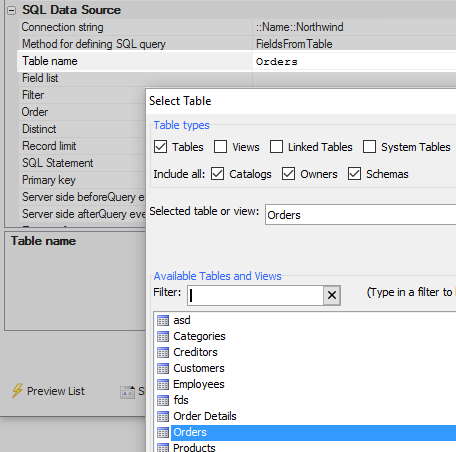 SQL Data Source
Connection string ::Name::Northwind
Method for defining SQL query FieldsFromTable
Table name Orders
Field list
Filter
Order
Distinct
Record limit
SQL Statement
Primary key
Server side beforeQuery eve
Server side afterQuery eve
Table name
Preview List
Select Table
Table types
Tables Views Linked Tables System Tables
Include all: Catalogs Owners Schemas
Selected table or view: Orders
Available Tables and Views
Filter: (Type in a filter to
asd
Categories
Creditors
Customers
Employees
fds
Order Details
Orders
Products